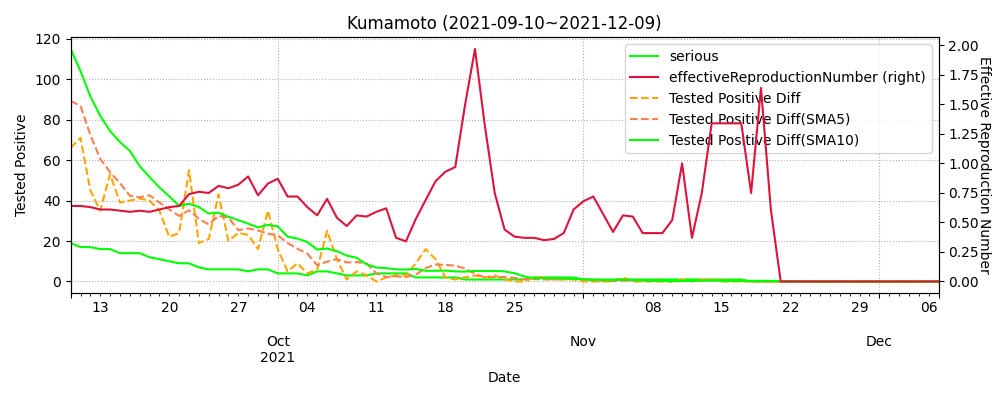 Kumamoto (2021-09-10~2021-12-09)
120
100
80
60
40
20
0
Tested Positive
2.00
1.75
1.50
1.25
1.00
0.75
0.50
0.25
0.00
Effective Reproduction Number
serious
effectiveReproductionNumber (right)
Tested Positive Diff
Tested Positive Diff(SMA5)
Tested Positive Diff(SMA10)
13 20 27 04 11 18 25 08 15 22 29 06
Oct Nov Dec
2021
Date